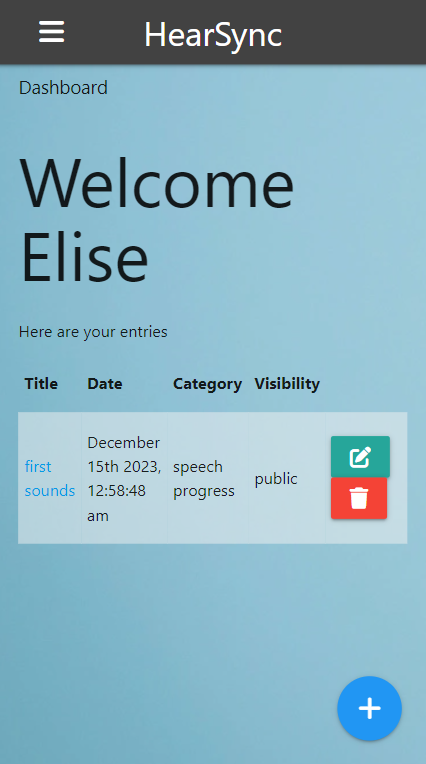 HearSync
Dashboard
Welcome
Elise
Here are your entries
Title Date Category Visibility
first sounds December 15th 2023, 12:58:48 am speech progress public